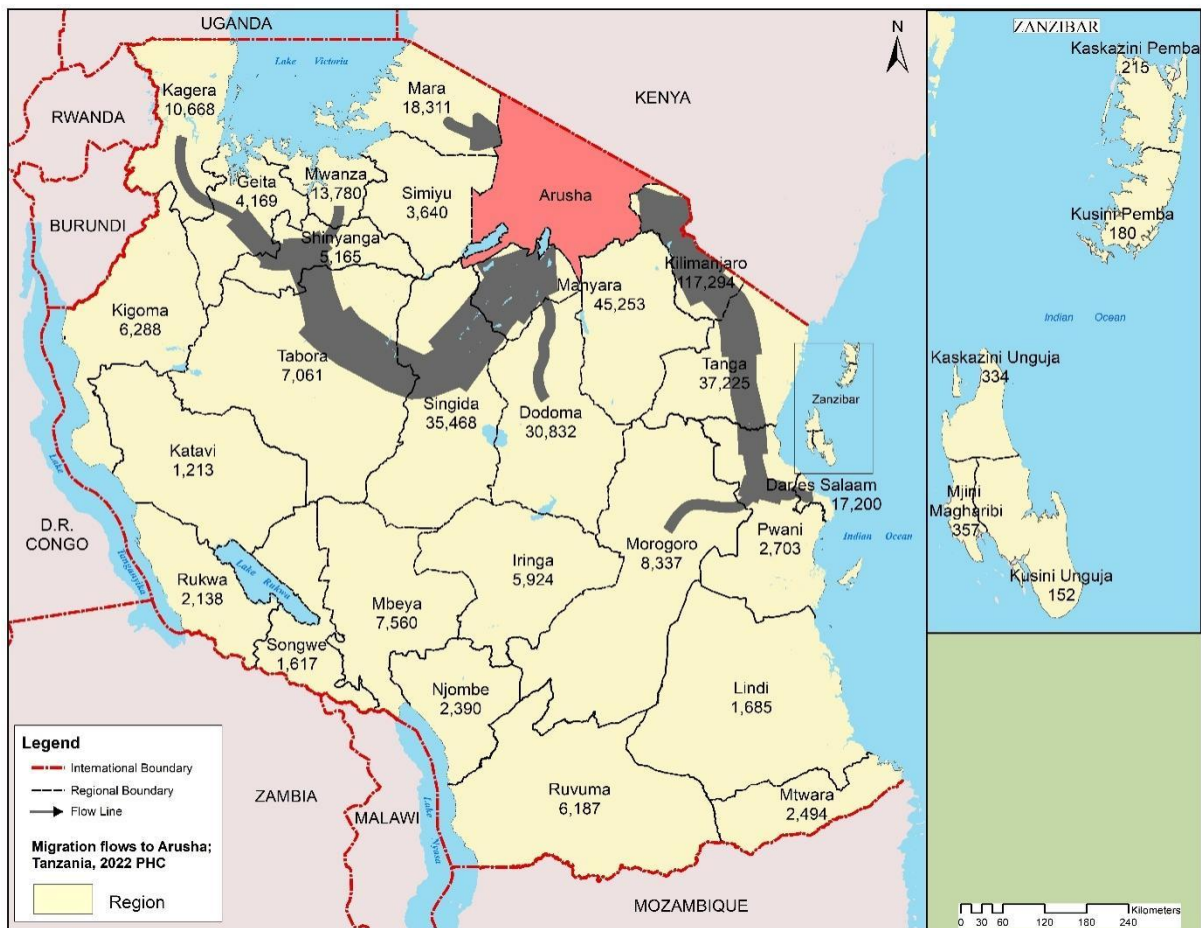 UGANDA
Lake Victoria
N
KENYA
RWANDA
BURUNDI
Kagera
10,668
Mara
18,311
Geita
4,169
Mwanza
13,780
Simiyu
3,640
Arusha
Shinyanga
5,165
Kilimanjaro
117,294
Manyara
45,253
Kigoma
6,288
Tabora
7,061
Singida
35,468
Dodoma
30,832
Tanga
37,225
Zanzibar
Katavi
1,213
Dar es Salaam
17,200
Pwani
2,703
Morogoro
8,337
Indian Ocean
D.R.
CONGO
Lake
Tanganyika
Rukwa
2,138
Lake Rukwa
Iringa
5,924
Mbeya
7,560
Songwe
1,617
Njombe
2,390
Lindi
1,685
Ruvuma
6,187
Mtwara
2,494
ZAMBIA
MALAWI
Lake
Nyasa
MOZAMBIQUE
Legend
International Boundary
Regional Boundary
Flow Line
Migration flows to Arusha;
Tanzania, 2022 PHC
Region
ZANZIBAR
Kaskazini Pemba
215
Kusini Pemba
180
Indian Ocean
Kaskazini Unguja
334
Mjini
Magharibi
357
Kusini Unguja
152
Kilometers
0 30 60 120 180 240